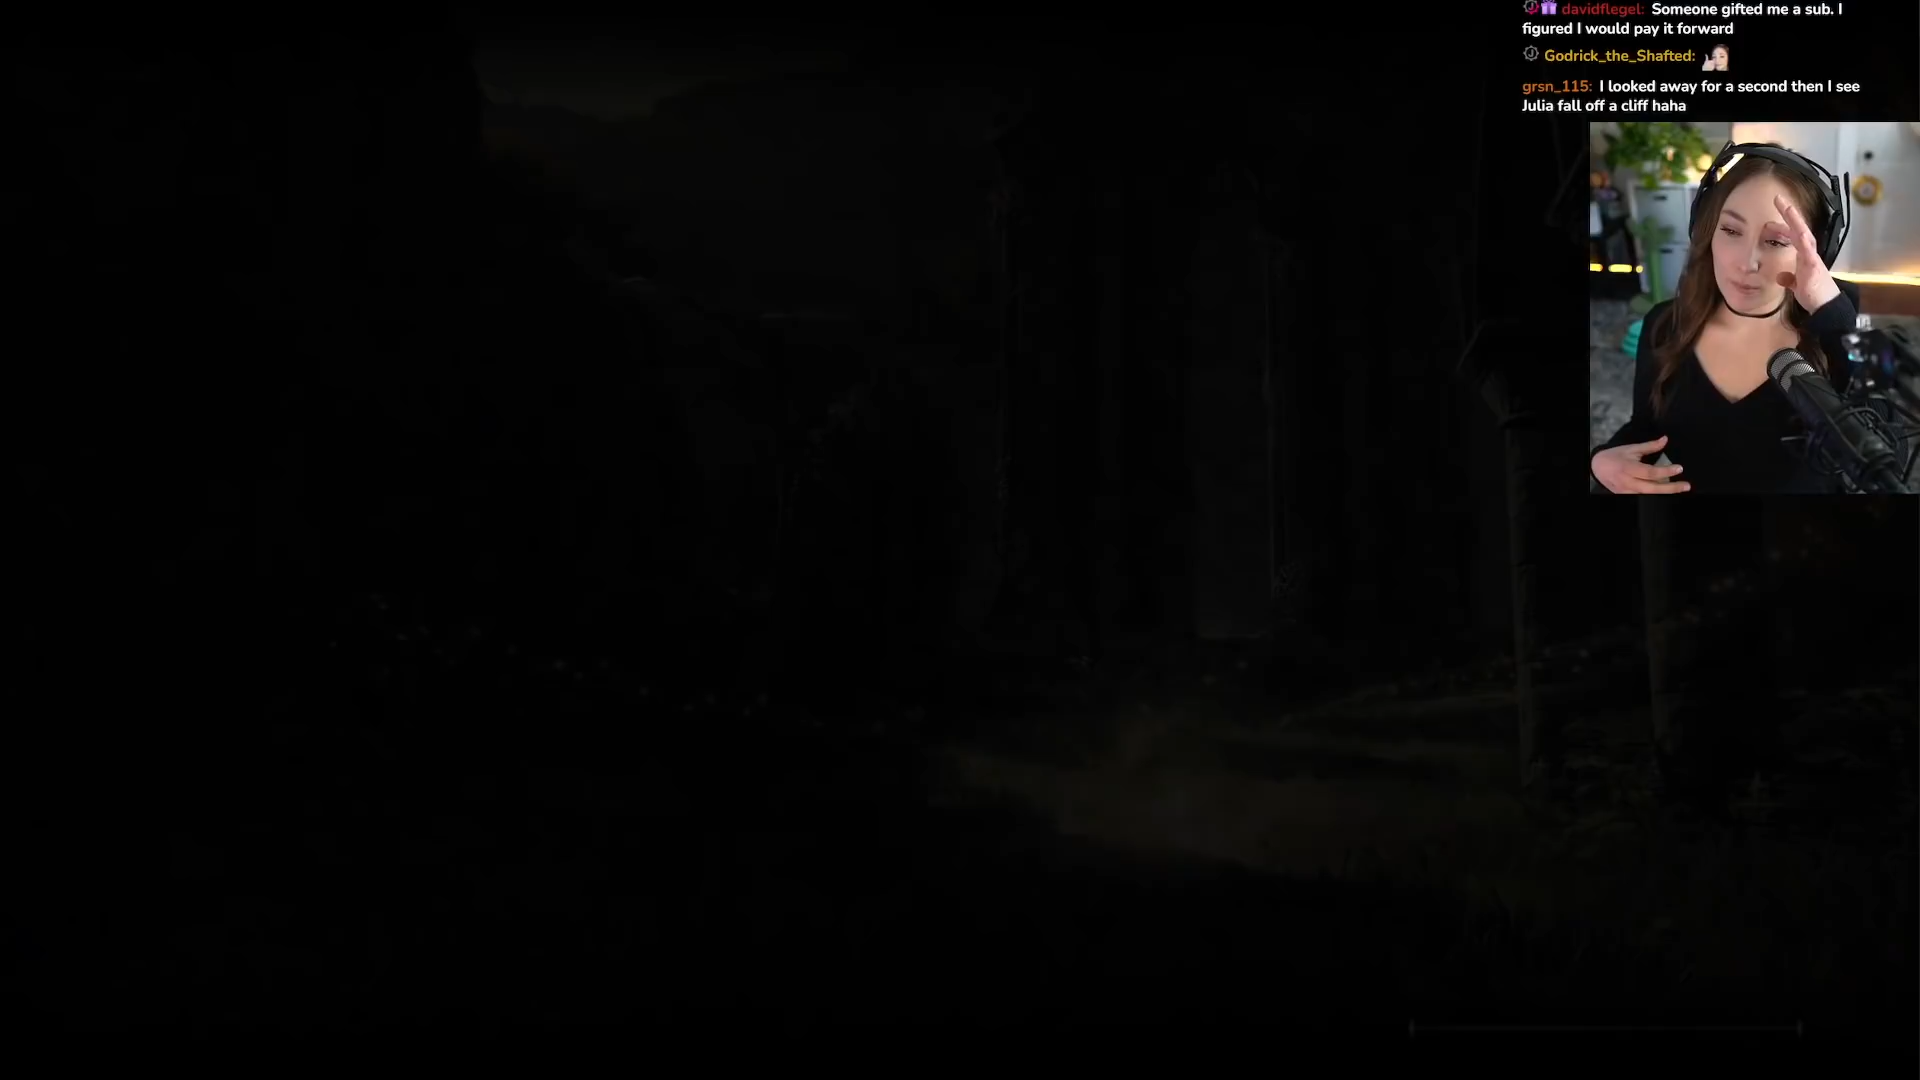 davidflegel: Someone gifted me a sub. I
figured I would pay it forward
Godrick_the_Shafted:
grsn_115: I looked away for a second then I see
Julia fall off a cliff haha